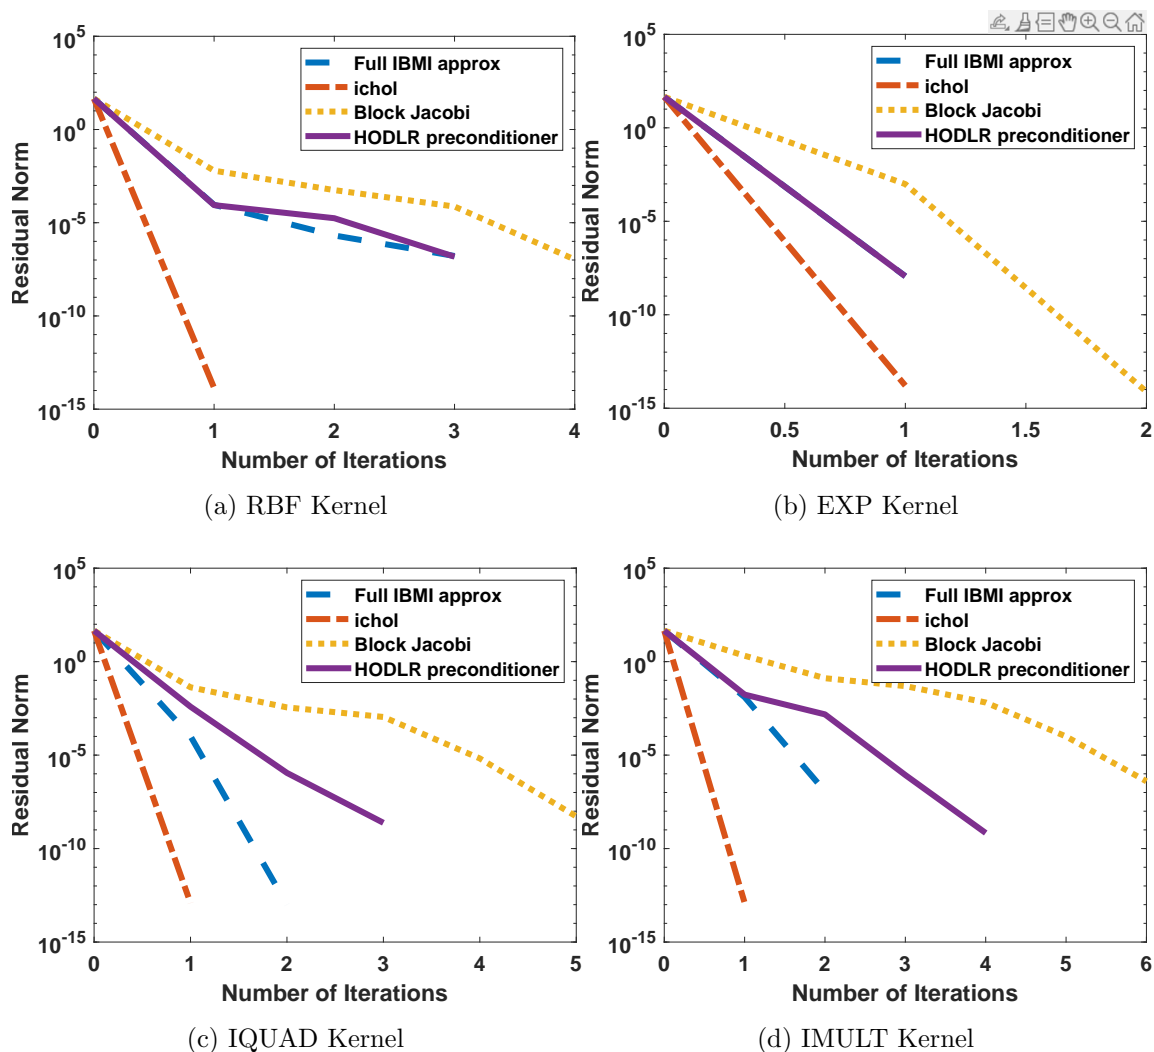 10^5
10^0
10^-5
10^-10
10^-15
Residual Norm
Full IBMI approx
ichol
Block Jacobi
HODLR preconditioner
0 1 2 3 4
Number of Iterations
(a) RBF Kernel
10^5
10^0
10^-5
10^-10
10^-15
Residual Norm
Full IBMI approx
ichol
Block Jacobi
HODLR preconditioner
0 0.5 1 1.5 2
Number of Iterations
(b) EXP Kernel
10^5
10^0
10^-5
10^-10
10^-15
Residual Norm
Full IBMI approx
ichol
Block Jacobi
HODLR preconditioner
0 1 2 3 4 5
Number of Iterations
(c) IQUAD Kernel
10^5
10^0
10^-5
10^-10
10^-15
Residual Norm
Full IBMI approx
ichol
Block Jacobi
HODLR preconditioner
0 1 2 3 4 5 6
Number of Iterations
(d) IMULT Kernel